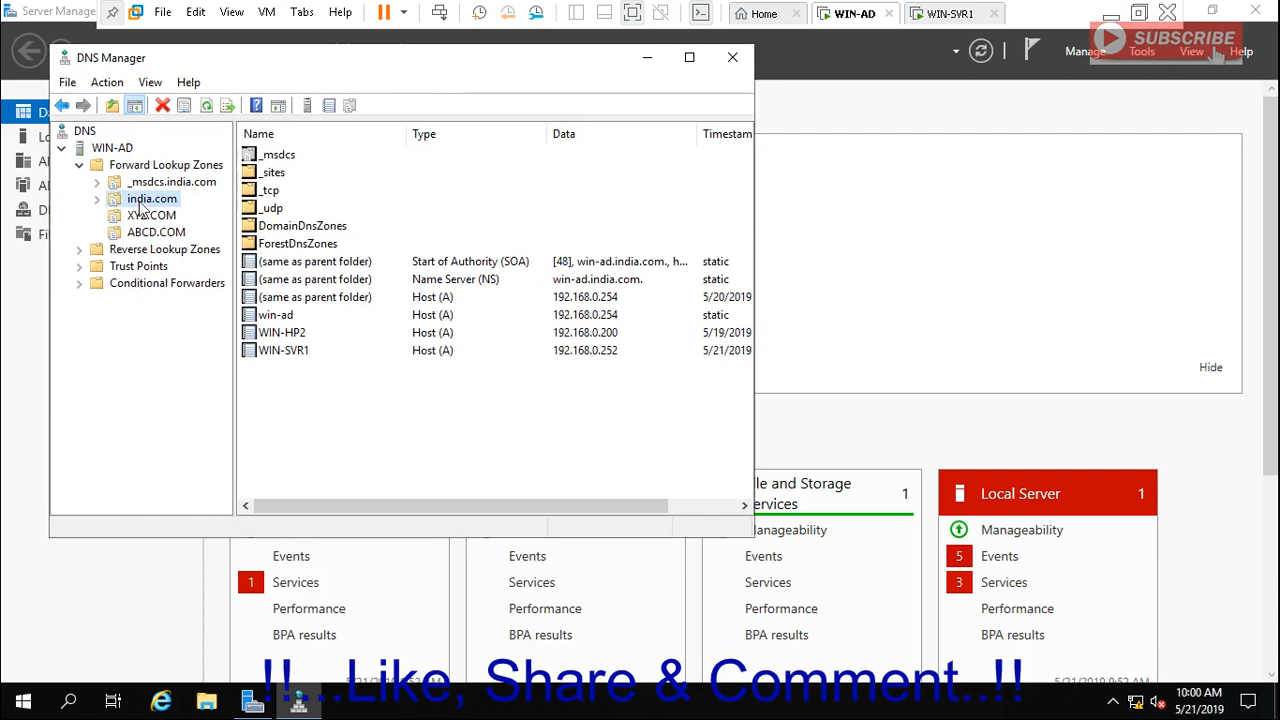 Server Manage
File Edit View VM Tabs Help
Home
WIN-AD
WIN-SVR1
SUBSCRIBE
Manage Tools View Help
DNS Manager
File Action View Help
DNS
WIN-AD
Forward Lookup Zones
_msdcs.india.com
india.com
ABCD.COM
Reverse Lookup Zones
Trust Points
Conditional Forwarders
Name Type Data Timestam
_msdcs
_sites
_tcp
_udp
DomainDnsZones
ForestDnsZones
(same as parent folder) Start of Authority (SOA) [48], win-ad.india.com., h... static
(same as parent folder) Name Server (NS) win-ad.india.com. static
(same as parent folder) Host (A) 192.168.0.254 5/20/2019
win-ad Host (A) 192.168.0.254 static
WIN-HP2 Host (A) 192.168.0.200 5/19/2019
WIN-SVR1 Host (A) 192.168.0.252 5/21/2019
Hide
ile and Storage
ervices 1
anageability
Events
Services
Performance
BPA results
Local Server 1
Manageability
5 Events
3 Services
Performance
BPA results
Events
1 Services
Performance
BPA results
Events
Services
Performance
BPA results
!!...Like, Share & Comment..!!
10:00 AM
5/21/2019